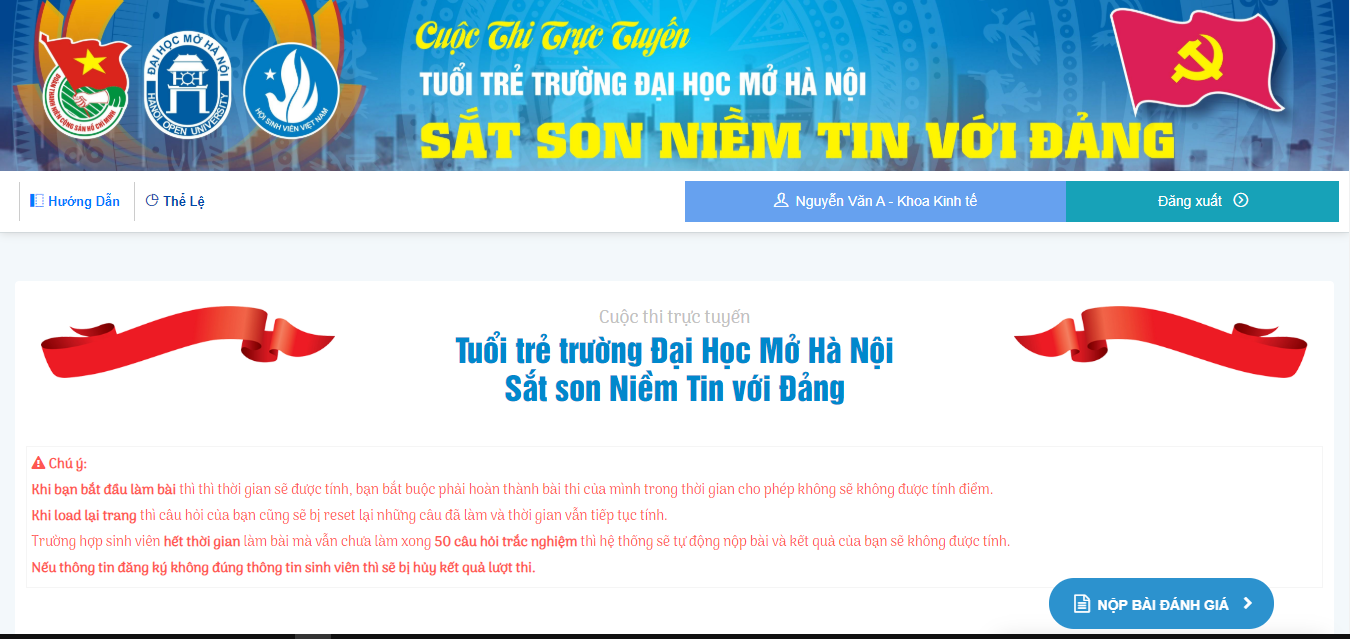 ĐOÀN THANH NIÊN CỘNG SẢN HỒ CHÍ MINH
ĐẠI HỌC MỞ HÀ NỘI
HANOI OPEN UNIVERSITY
HỘI SINH VIÊN VIỆT NAM
Cuộc Thi Trực Tuyến
TUỔI TRẺ TRƯỜNG ĐẠI HỌC MỞ HÀ NỘI
SẮT SON NIỀM TIN VỚI ĐẢNG
Hướng Dẫn
Thể Lệ
Nguyễn Văn A - Khoa Kinh tế
Đăng xuất
Cuộc thi trực tuyến
Tuổi trẻ trường Đại Học Mở Hà Nội
Sắt son Niềm Tin với Đảng
Chú ý:
Khi bạn bắt đầu làm bài thì thì thời gian sẽ được tính, bạn bắt buộc phải hoàn thành bài thi của mình trong thời gian cho phép không sẽ không được tính điểm.
Khi load lại trang thì câu hỏi của bạn cũng sẽ bị reset lại những câu đã làm và thời gian vẫn tiếp tục tính.
Trường hợp sinh viên hết thời gian làm bài mà vẫn chưa làm xong 50 câu hỏi trắc nghiệm thì hệ thống sẽ tự động nộp bài và kết quả của bạn sẽ không được tính.
Nếu thông tin đăng ký không đúng thông tin sinh viên thì sẽ bị hủy kết quả lượt thi.
NỘP BÀI ĐÁNH GIÁ